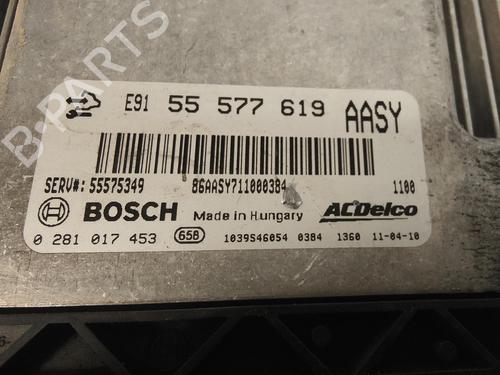 B-PARTS
E91 55 577 619 AASY
SERV#: 55575349 86AASY711000384 1100
BOSCH Made in Hungary ACDelco
0 281 017 453 65B 1039S46054 0384 1360 11-04-10